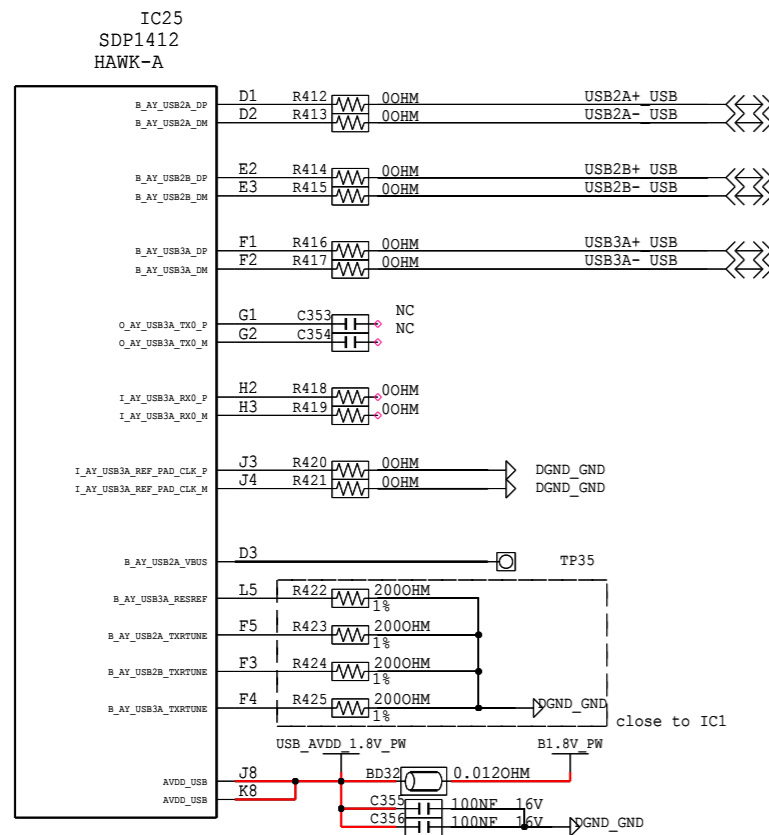 IC25
SDP1412
HAWK-A
B_AY_USB2A_DP D1 R412 0OHM USB2A+_USB
B_AY_USB2A_DM D2 R413 0OHM USB2A-_USB
B_AY_USB2B_DP E2 R414 0OHM USB2B+_USB
B_AY_USB2B_DM E3 R415 0OHM USB2B-_USB
B_AY_USB3A_DP F1 R416 0OHM USB3A+_USB
B_AY_USB3A_DM F2 R417 0OHM USB3A-_USB
O_AY_USB3A_TX0_P G1 C353 NC
O_AY_USB3A_TX0_M G2 C354 NC
I_AY_USB3A_RX0_P H2 R418 0OHM
I_AY_USB3A_RX0_M H3 R419 0OHM
I_AY_USB3A_REF_PAD_CLK_P J3 R420 0OHM DGND_GND
I_AY_USB3A_REF_PAD_CLK_M J4 R421 0OHM DGND_GND
B_AY_USB2A_VBUS D3 TP35
B_AY_USB3A_RESREF L5 R422 200OHM
1%
B_AY_USB2A_TXRTUNE F5 R423 200OHM
1%
B_AY_USB2B_TXRTUNE F3 R424 200OHM
1%
B_AY_USB3A_TXRTUNE F4 R425 200OHM DGND_GND
1%
close to IC1
USB_AVDD_1.8V_PW B1.8V_PW
AVDD_USB J8 BD32 0.012OHM
AVDD_USB K8
C355 100NF 16V
C356 100NF 16V DGND_GND